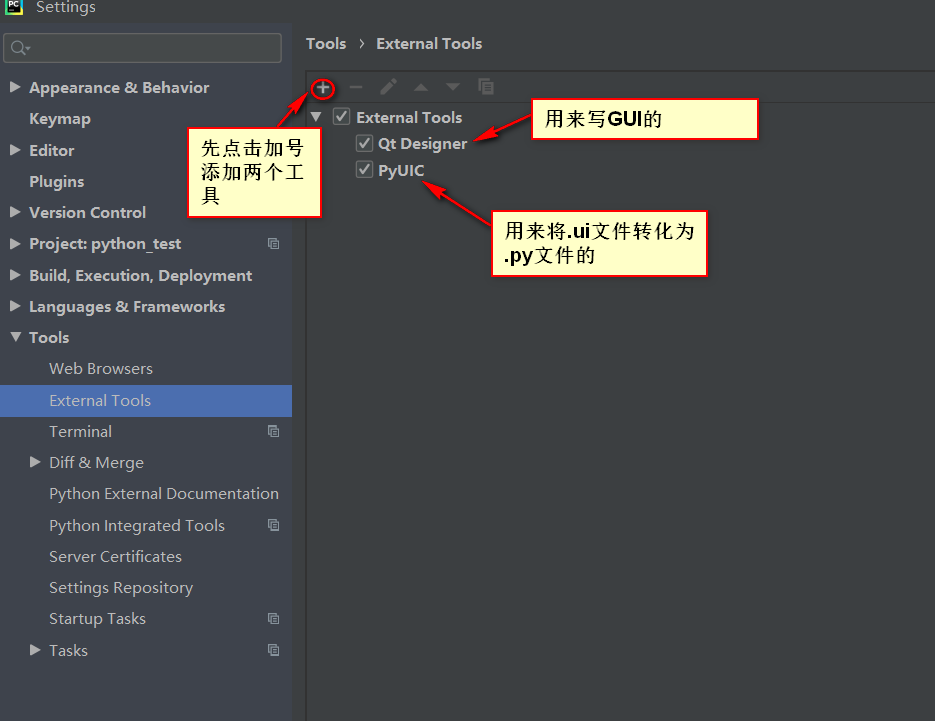 PC
Settings
Tools › External Tools
Appearance & Behavior
Keymap
Editor
Plugins
Version Control
Project: python_test
Build, Execution, Deployment
Languages & Frameworks
Tools
Web Browsers
External Tools
Terminal
Diff & Merge
Python External Documentation
Python Integrated Tools
Server Certificates
Settings Repository
Startup Tasks
Tasks
External Tools
Qt Designer
PyUIC
先点击加号
添加两个工
具
用来写GUI的
用来将.ui文件转化为
.py文件的